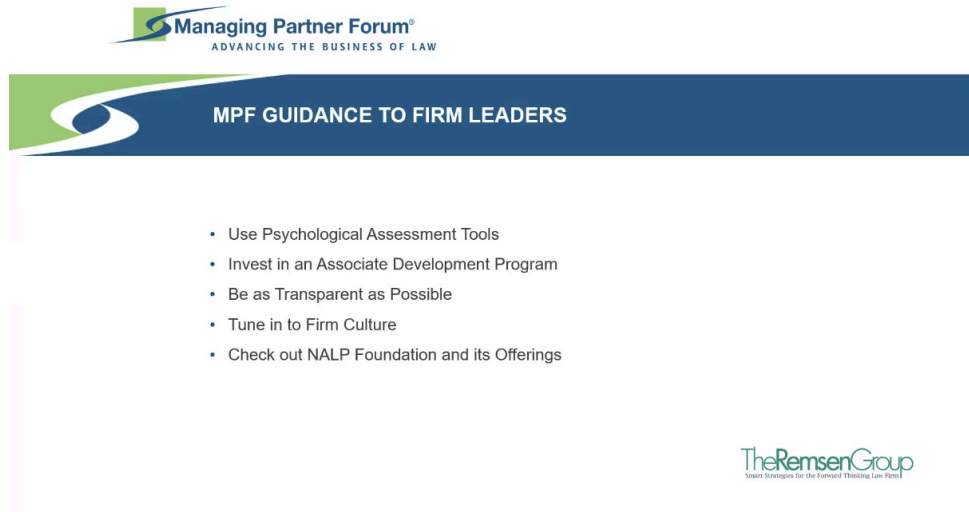 Managing Partner Forum®
ADVANCING THE BUSINESS OF LAW
MPF GUIDANCE TO FIRM LEADERS
• Use Psychological Assessment Tools
• Invest in an Associate Development Program
• Be as Transparent as Possible
• Tune in to Firm Culture
• Check out NALP Foundation and its Offerings
TheRemsenGroup
Smart Strategies for the Forward Thinking Law Firm